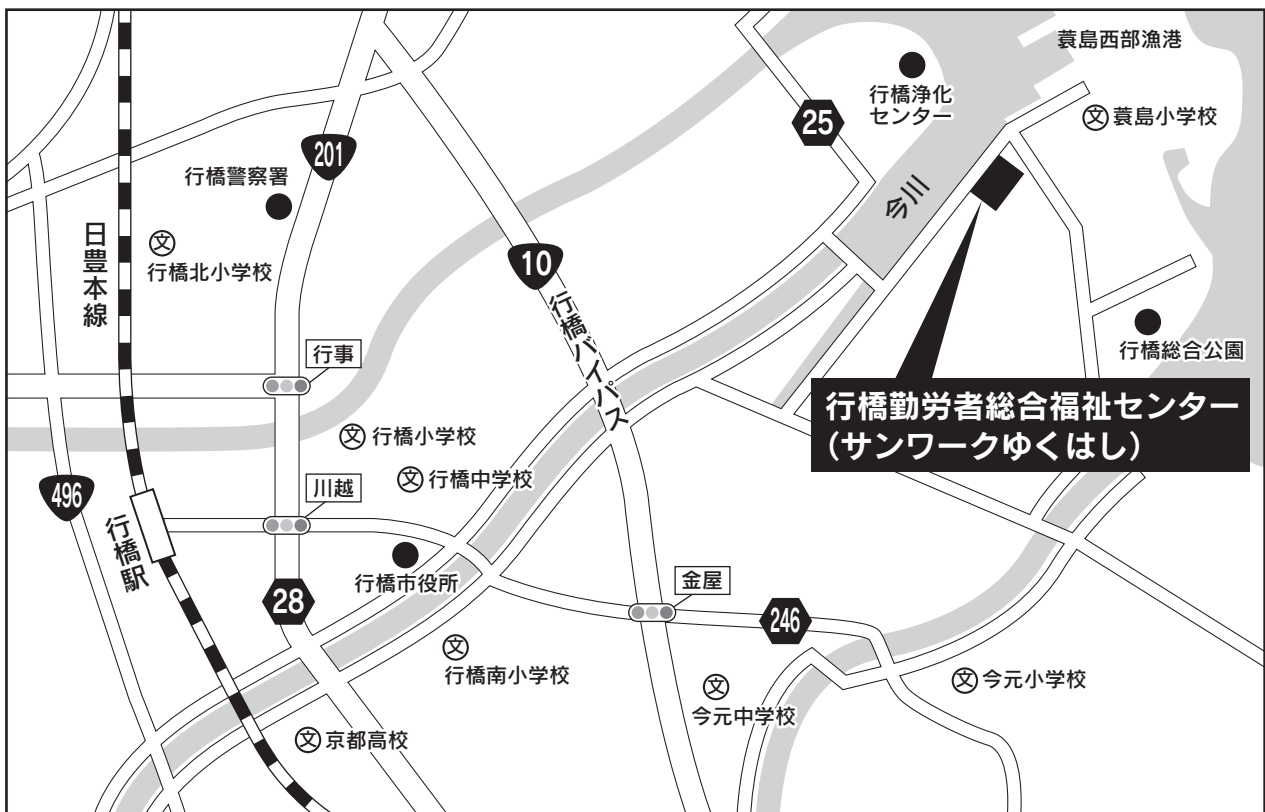 蓑島西部漁港
行橋浄化
センター
蓑島小学校
文
25
201
行橋警察署
今川
日豊本線
文
行橋北小学校
10
行橋バイパス
行橋総合公園
行事
行橋勤労者総合福祉センター
(サンワークゆくはし)
文
行橋小学校
文
行橋中学校
496
川越
行橋駅
行橋市役所
金屋
28
246
文
行橋南小学校
文
今元中学校
文
今元小学校
文
京都高校